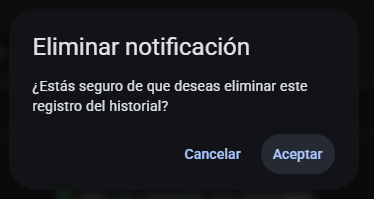 Eliminar notificación
¿Estás seguro de que deseas eliminar este
registro del historial?
Cancelar
Aceptar